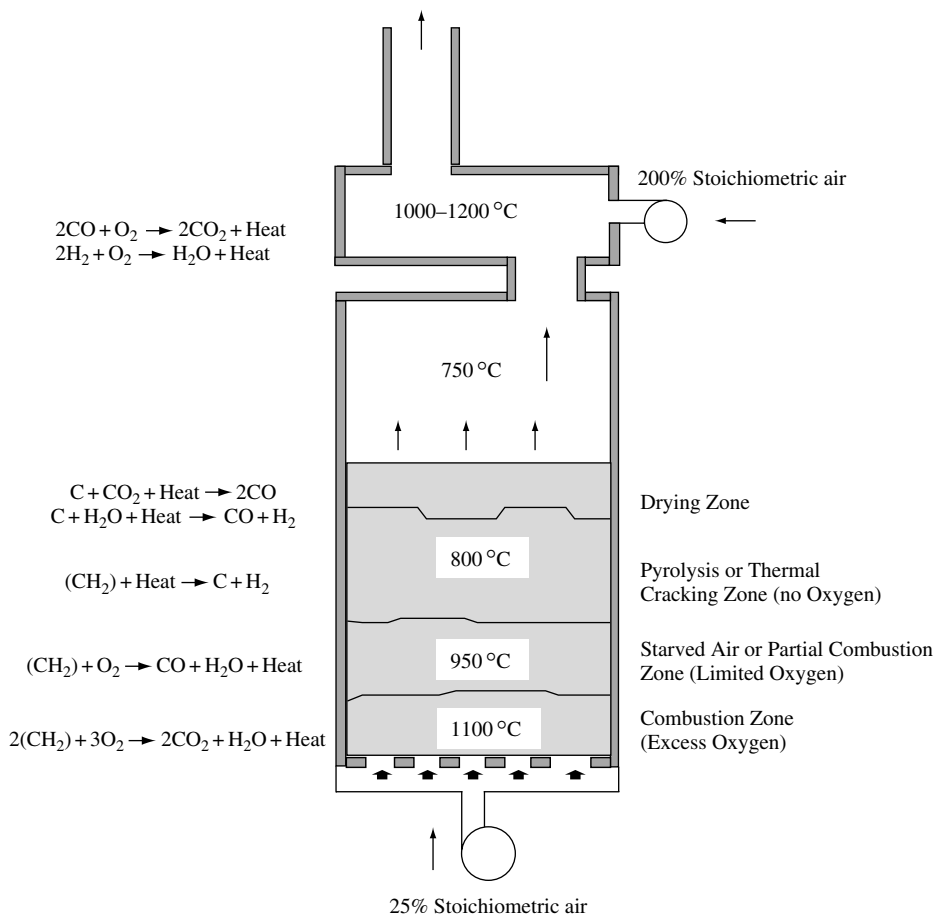 200% Stoichiometric air
1000–1200 °C
2CO + O₂ → 2CO₂ + Heat
2H₂ + O₂ → H₂O + Heat
750 °C
C + CO₂ + Heat → 2CO
C + H₂O + Heat → CO + H₂
Drying Zone
800 °C
(CH₂) + Heat → C + H₂
Pyrolysis or Thermal
Cracking Zone (no Oxygen)
(CH₂) + O₂ → CO + H₂O + Heat
950 °C
Starved Air or Partial Combustion
Zone (Limited Oxygen)
2(CH₂) + 3O₂ → 2CO₂ + H₂O + Heat
1100 °C
Combustion Zone
(Excess Oxygen)
25% Stoichiometric air